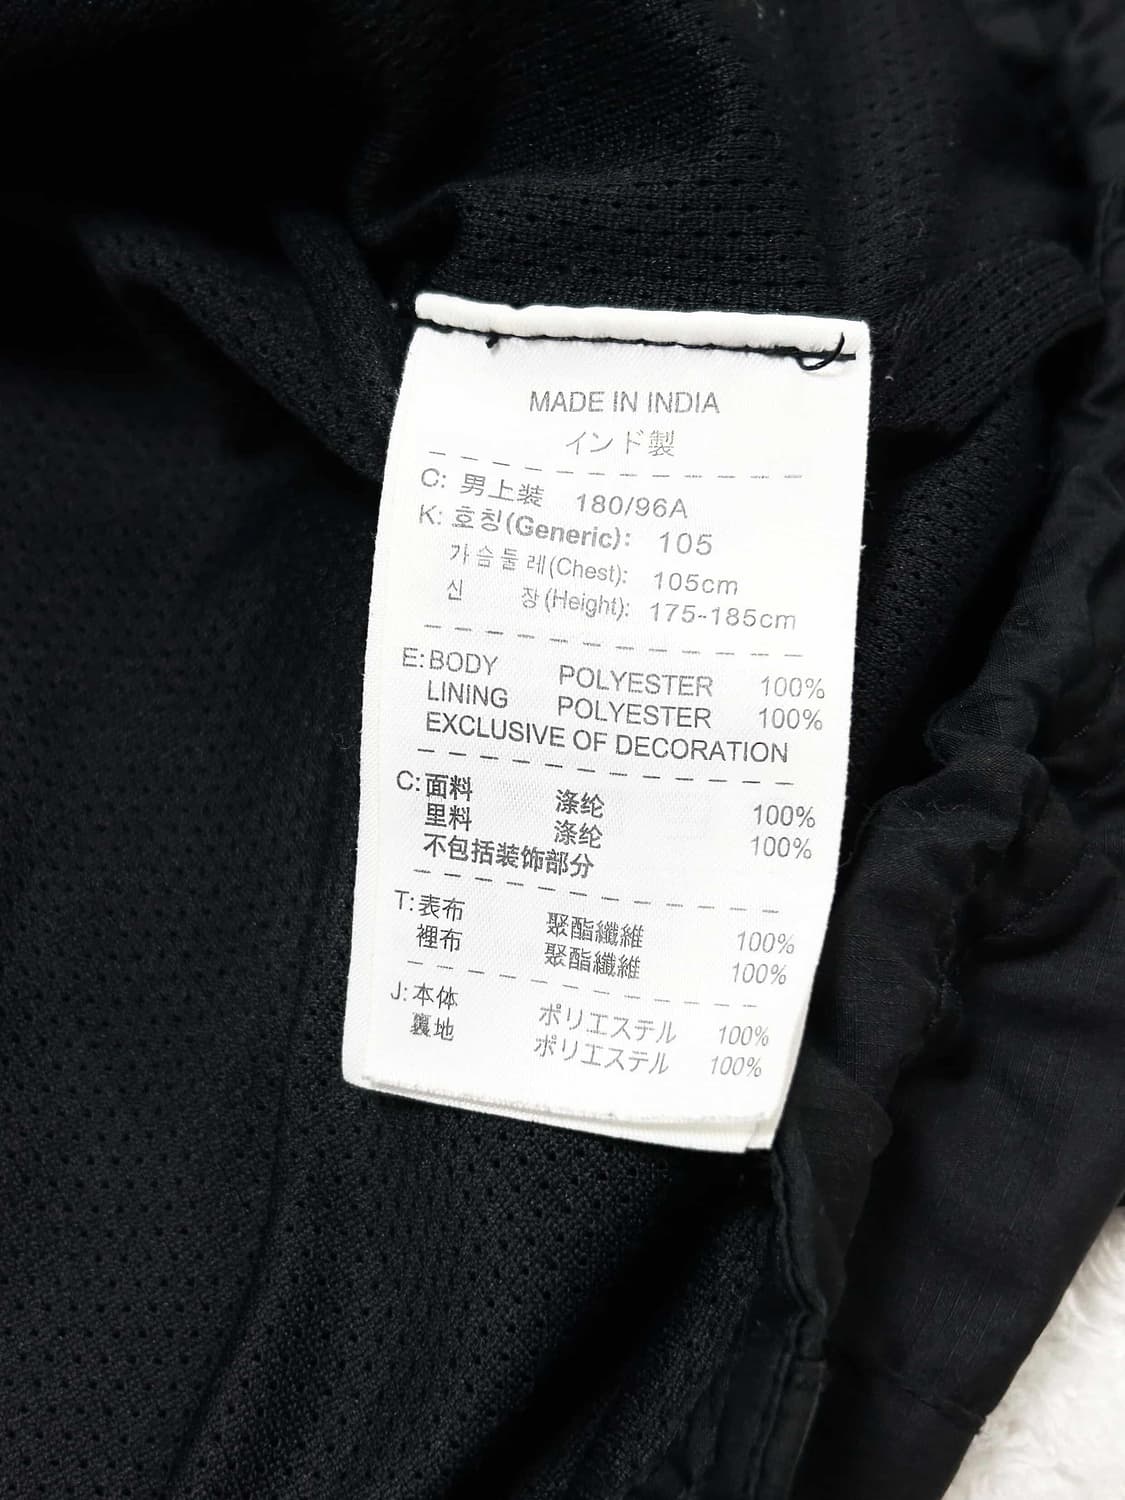 MADE IN INDIA
インド製
C: 男上装 180/96A
K: 호칭(Generic): 105
가슴둘레(Chest): 105cm
신 장(Height): 175-185cm
E: BODY POLYESTER 100%
LINING POLYESTER 100%
EXCLUSIVE OF DECORATION
C: 面料 涤纶 100%
里料 涤纶 100%
不包括装饰部分
T: 表布 聚酯纖維 100%
裡布 聚酯纖維 100%
J: 本体 ポリエステル 100%
裏地 ポリエステル 100%